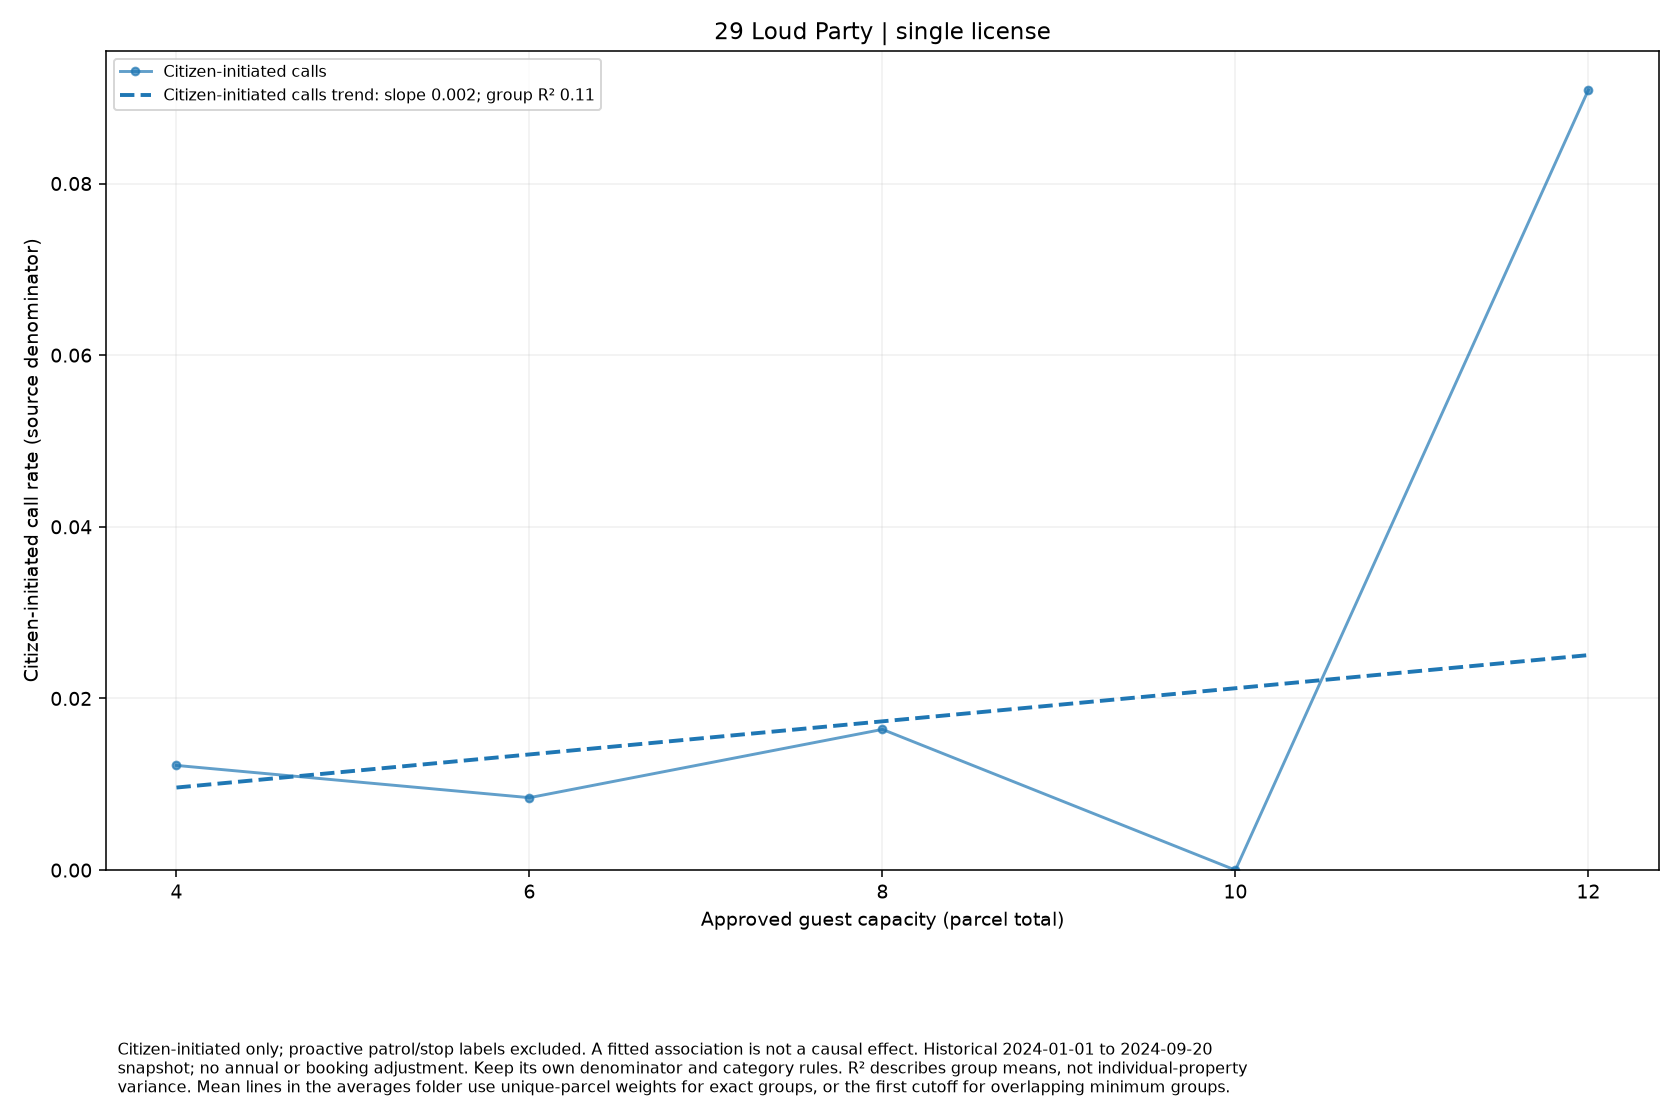 29 Loud Party | single license
Citizen-initiated calls
Citizen-initiated calls trend: slope 0.002; group R² 0.11
Citizen-initiated call rate (source denominator)
0.08
0.06
0.04
0.02
0.00
4
6
8
10
12
Approved guest capacity (parcel total)
Citizen-initiated only; proactive patrol/stop labels excluded. A fitted association is not a causal effect. Historical 2024-01-01 to 2024-09-20
snapshot; no annual or booking adjustment. Keep its own denominator and category rules. R² describes group means, not individual-property
variance. Mean lines in the averages folder use unique-parcel weights for exact groups, or the first cutoff for overlapping minimum groups.